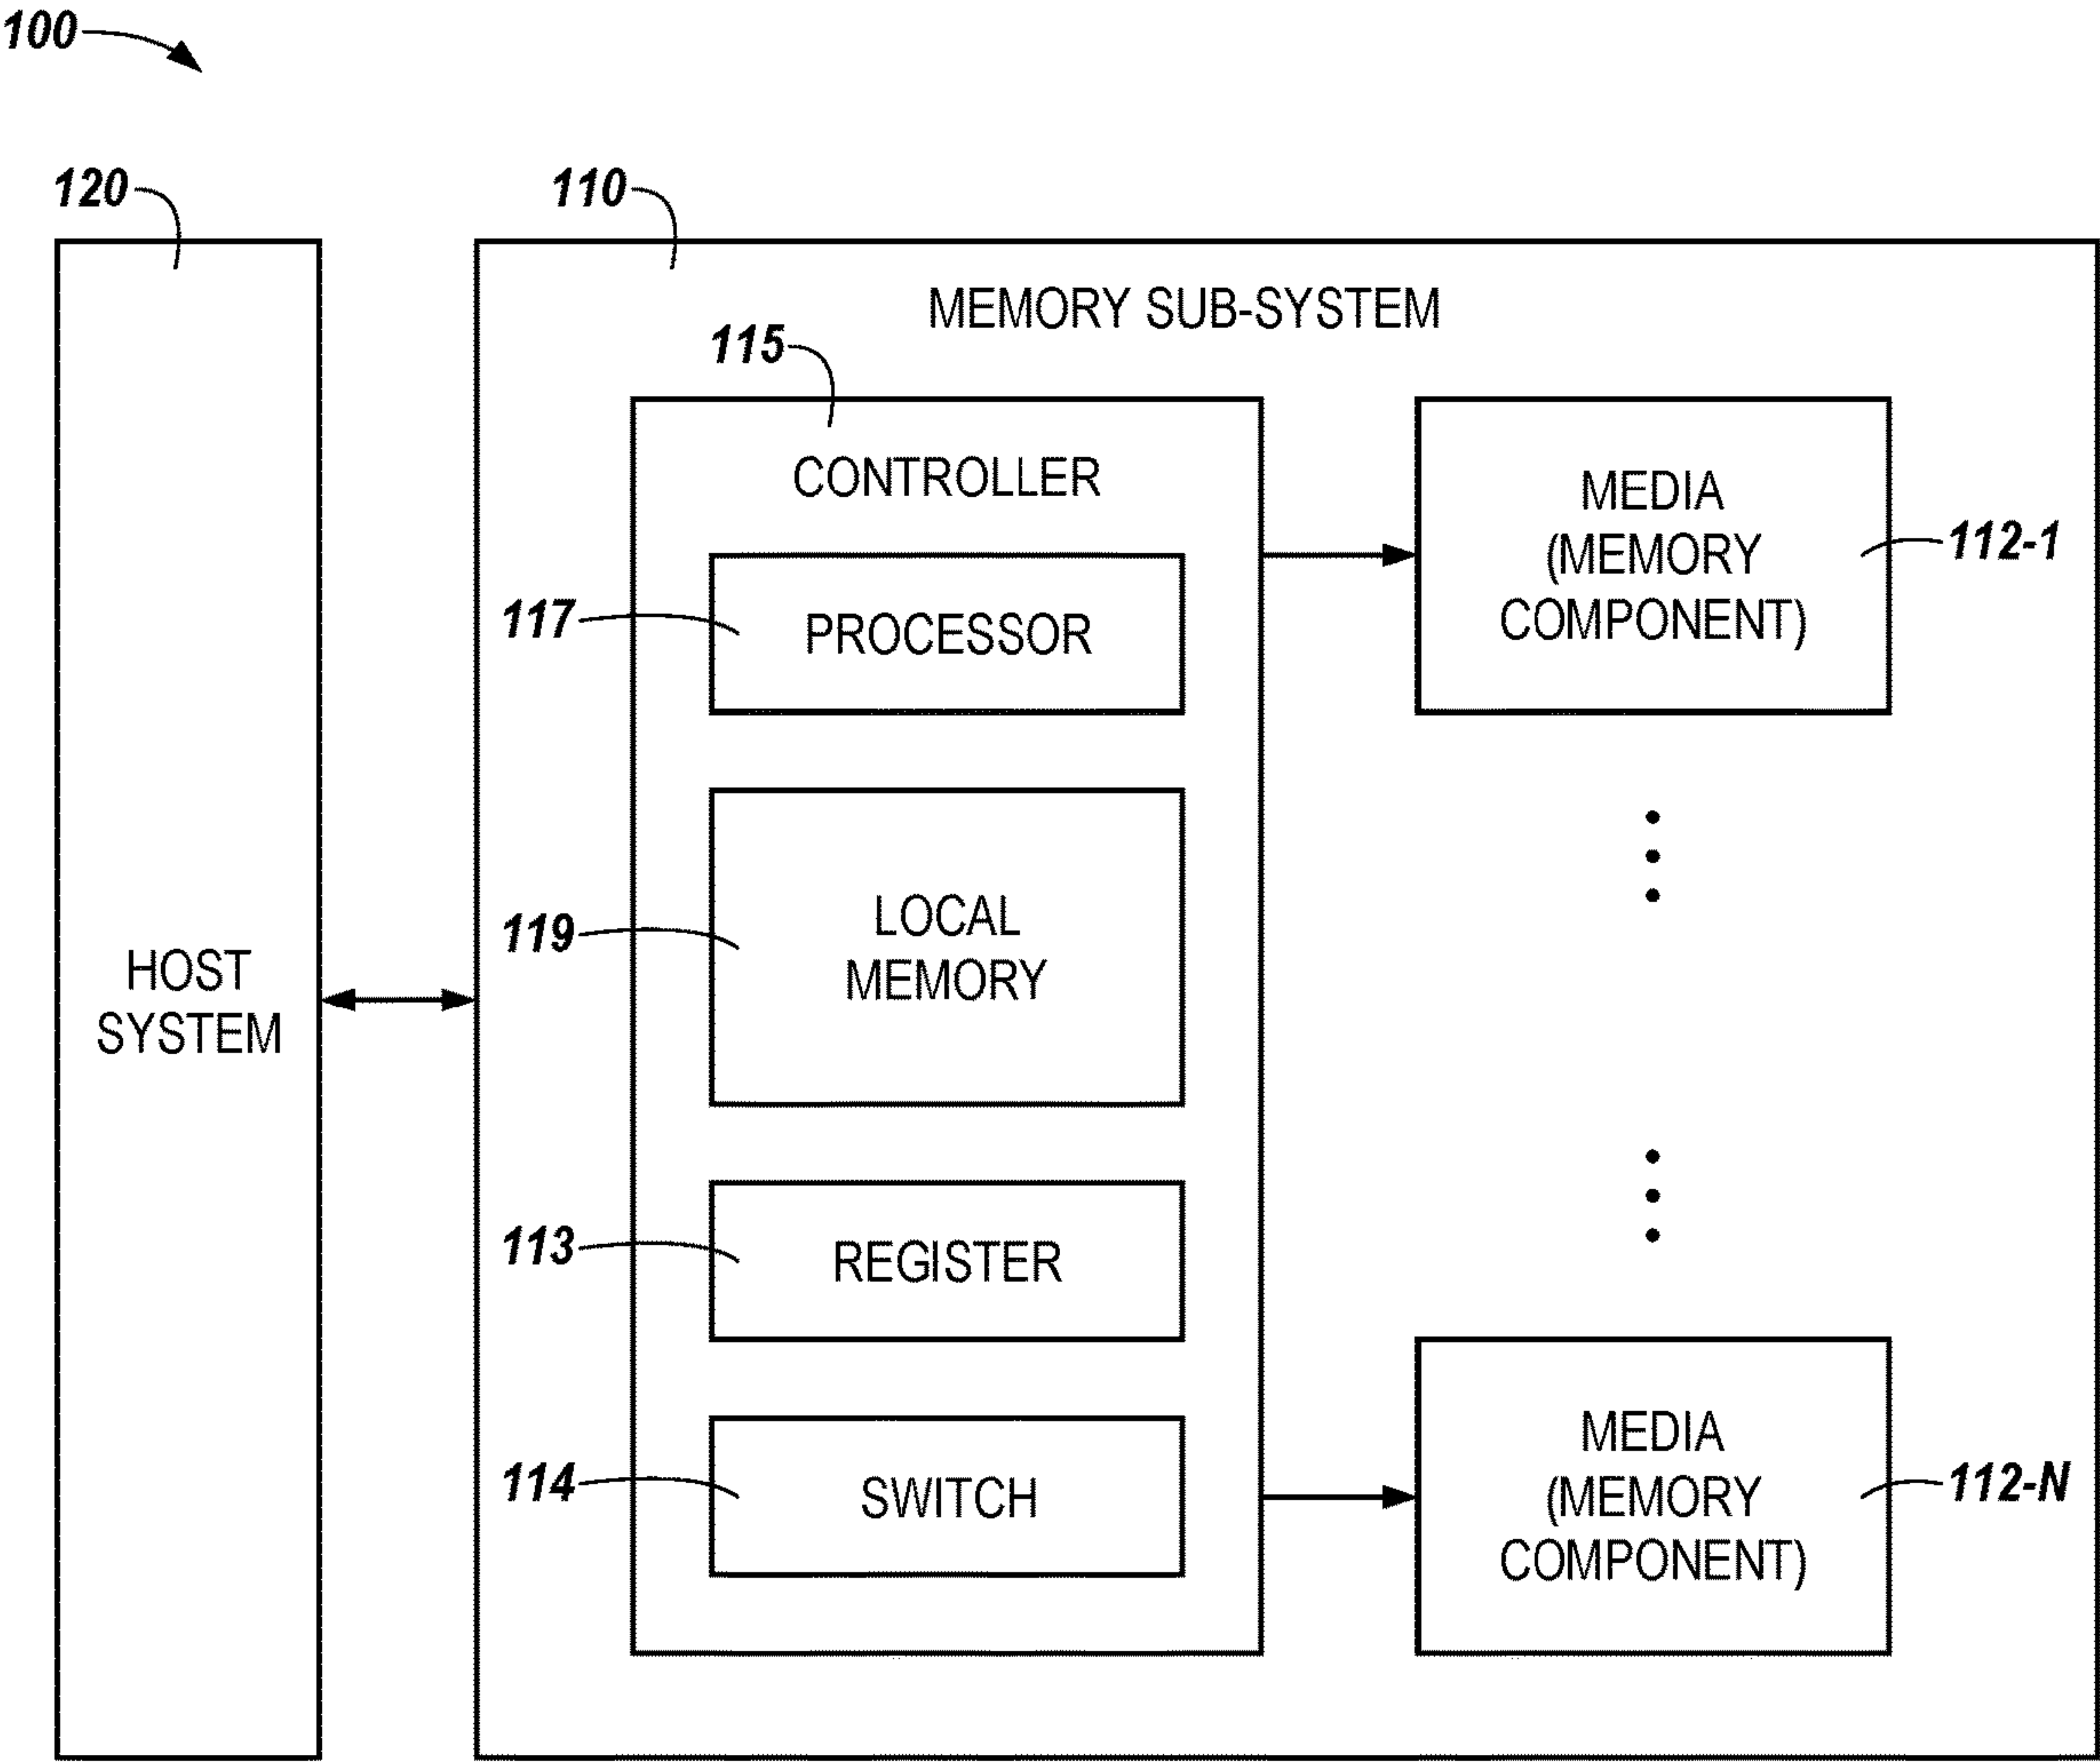 100
120
110
MEMORY SUB-SYSTEM
115
CONTROLLER
MEDIA
(MEMORY
COMPONENT)
112-1
117
PROCESSOR
119
LOCAL
MEMORY
HOST
SYSTEM
113
REGISTER
114
SWITCH
MEDIA
(MEMORY
COMPONENT)
112-N